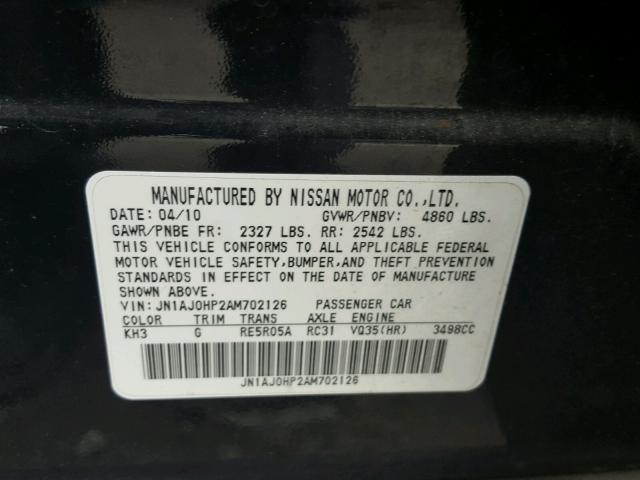 MANUFACTURED BY NISSAN MOTOR CO.,LTD.
DATE: 04/10 GVWR/PNBV: 4860 LBS.
GAWR/PNBE FR: 2327 LBS. RR: 2542 LBS.
THIS VEHICLE CONFORMS TO ALL APPLICABLE FEDERAL
MOTOR VEHICLE SAFETY,BUMPER,AND THEFT PREVENTION
STANDARDS IN EFFECT ON THE DATE OF MANUFACTURE
SHOWN ABOVE.
VIN: JN1AJ0HP2AM702126 PASSENGER CAR
COLOR TRIM TRANS AXLE ENGINE
KH3 G RE5R05A RC31 VQ35(HR) 3498CC
JN1AJ0HP2AM702126